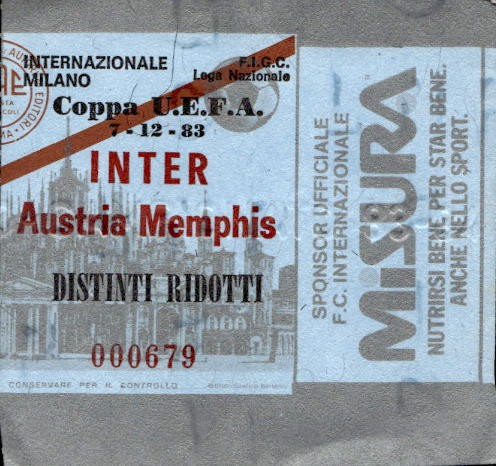 INTERNAZIONALE
MILANO
F.I.G.C.
Lega Nazionale
Coppa U.E.F.A.
7-12-83
INTER
Austria Memphis
DISTINTI RIDOTTI
000679
CONSERVARE PER IL CONTROLLO
SPONSOR UFFICIALE
F.C. INTERNAZIONALE
MiSURA
NUTRIRSI BENE PER STAR BENE.
ANCHE NELLO SPORT.